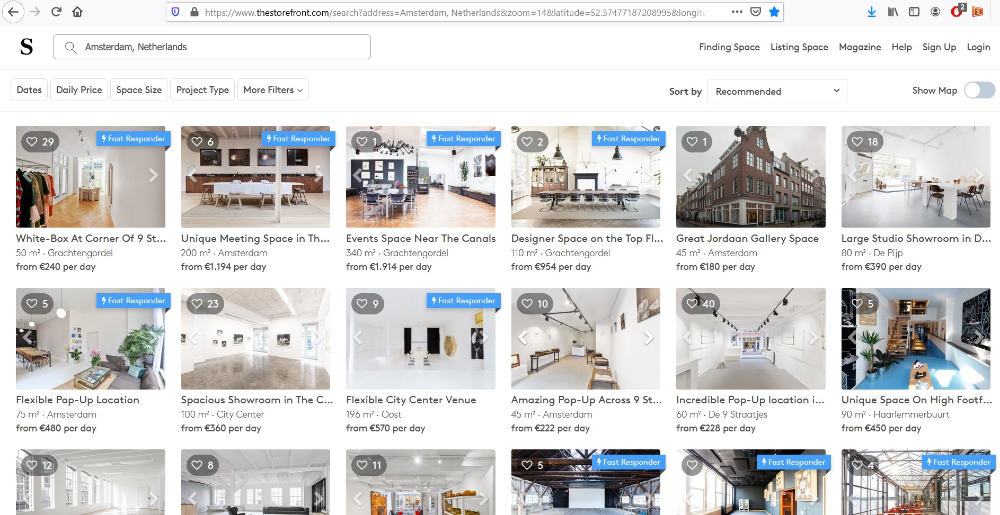 https://www.thestorefront.com/search?address=Amsterdam, Netherlands&zoom=14&latitude=52.37477187208995&longitu
2
S
S
Amsterdam, Netherlands
Finding Space Listing Space Magazine Help Sign Up Login
Dates Daily Price Space Size Project Type More Filters
Sort by Recommended Show Map
29 Fast Responder
6 Fast Responder
1 Fast Responder
2 Fast Responder
1
18
White-Box At Corner Of 9 St...
50 m² · Grachtengordel
from €240 per day
Unique Meeting Space in Th...
200 m² · Amsterdam
from €1.194 per day
Events Space Near The Canals
340 m² · Grachtengordel
from €1.914 per day
Designer Space on the Top Fl...
110 m² · Grachtengordel
from €954 per day
Great Jordaan Gallery Space
45 m² · Amsterdam
from €180 per day
Large Studio Showroom in D...
80 m² · De Pijp
from €390 per day
5 Fast Responder
23
9 Fast Responder
10
40
5
Flexible Pop-Up Location
75 m² · Amsterdam
from €480 per day
Spacious Showroom in The C...
100 m² · City Center
from €360 per day
Flexible City Center Venue
196 m² · Oost
from €570 per day
Amazing Pop-Up Across 9 St...
45 m² · Amsterdam
from €222 per day
Incredible Pop-Up location i...
60 m² · De 9 Straatjes
from €228 per day
Unique Space On High Footf...
90 m² · Haarlemmerbuurt
from €450 per day
12
8
11
5 Fast Responder
Fast Responder
4 Fast Responder